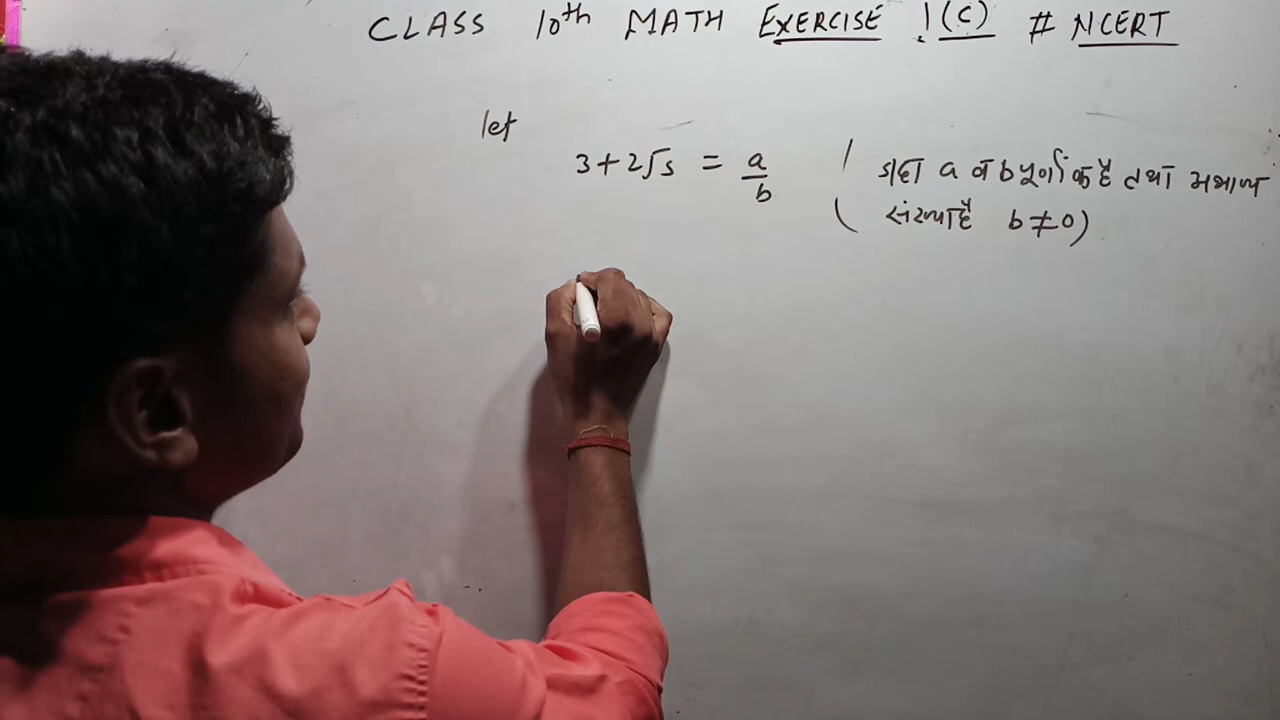 CLASS 10th MATH EXERCISE 1(C) # NCERT
let
3+2√5 = a/b
( जहाँ a व b पूर्णांक है तथा अभाज्य
संख्या है b≠0)